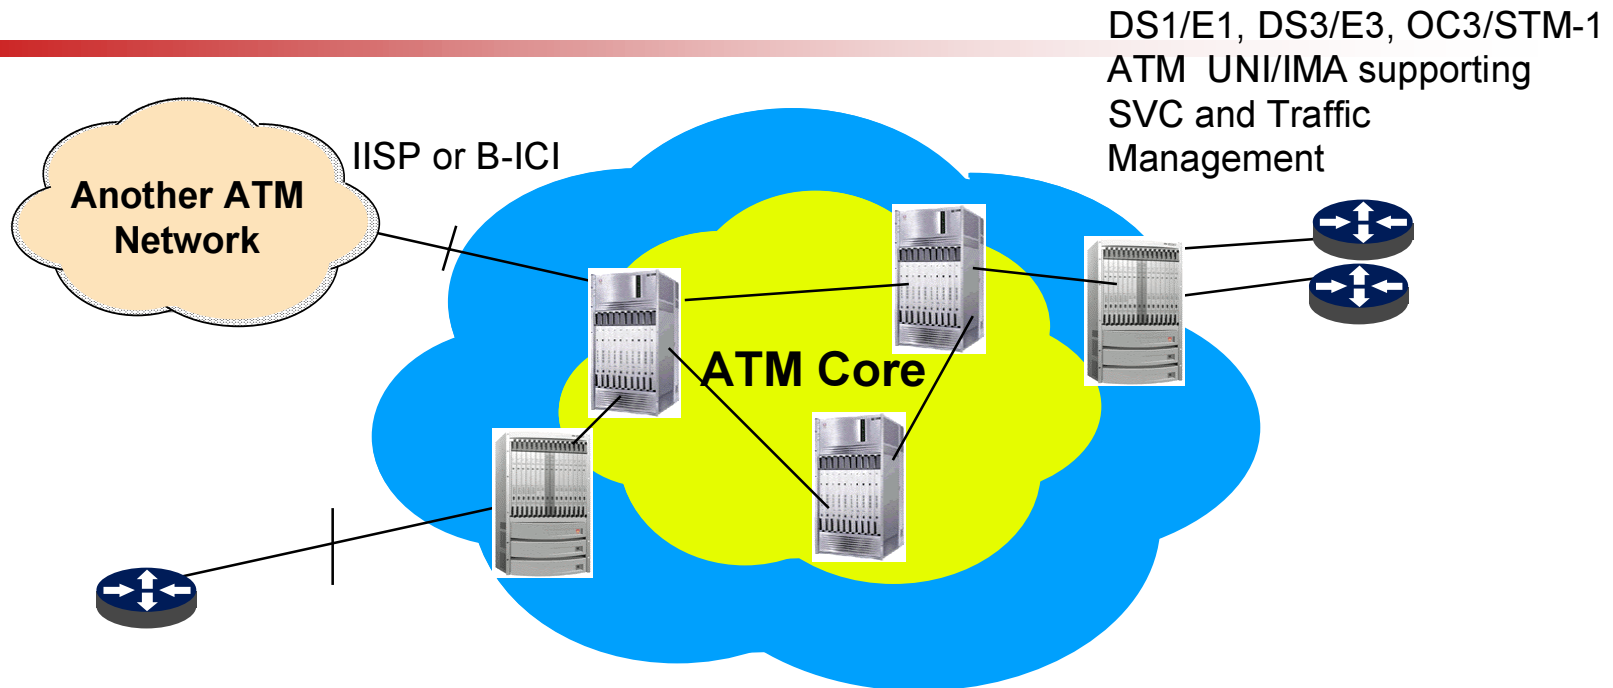 DS1/E1, DS3/E3, OC3/STM-1
ATM UNI/IMA supporting
SVC and Traffic
Management
IISP or B-ICI
Another ATM
Network
ATM Core